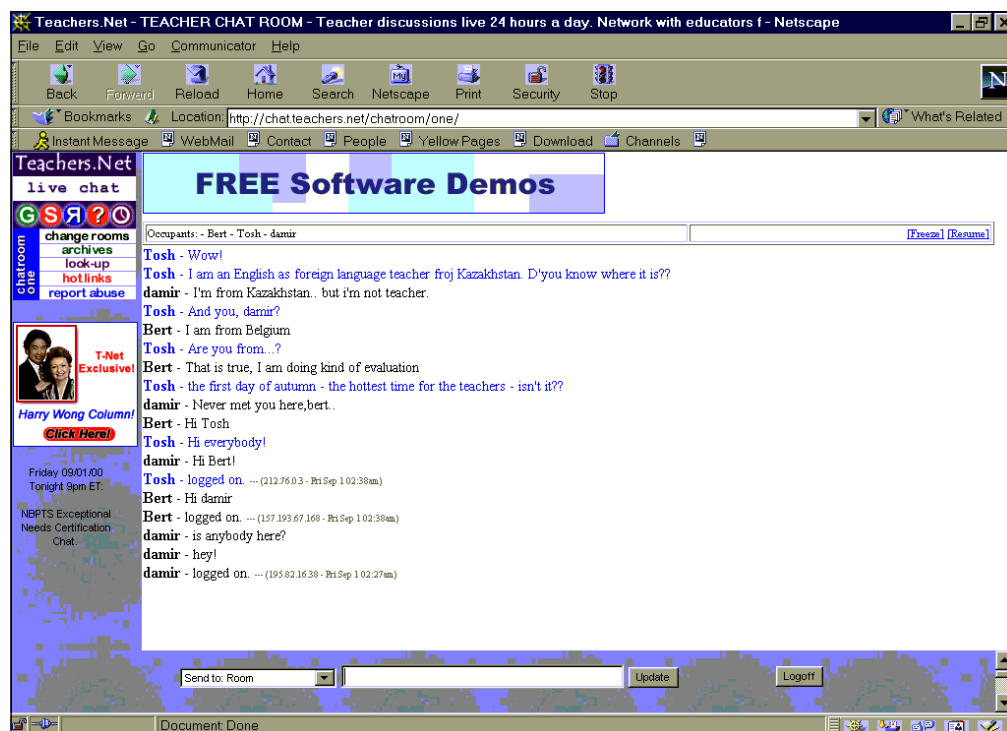 Teachers.Net - TEACHER CHAT ROOM - Teacher discussions live 24 hours a day. Network with educators f - Netscape
File Edit View Go Communicator Help
Back Forward Reload Home Search Netscape Print Security Stop
My
N
Bookmarks Location: http://chat.teachers.net/chatroom/one/ What's Related
Instant Message WebMail Contact People Yellow Pages Download Channels
Teachers.Net
live chat
G S Я ?
chatroom one
change rooms
archives
look-up
hot links
report abuse
T-Net
Exclusive!
Harry Wong Column!
Click Here!
Friday 09/01/00
Tonight 9pm ET:
NBPTS Exceptional
Needs Certification
Chat.
FREE Software Demos
Occupants: - Bert - Tosh - damir [Freeze] [Resume]
Tosh - Wow!
Tosh - I am an English as foreign language teacher froj Kazakhstan. D'you know where it is??
damir - I'm from Kazakhstan.. but i'm not teacher.
Tosh - And you, damir?
Bert - I am from Belgium
Tosh - Are you from...?
Bert - That is true, I am doing kind of evaluation
Tosh - the first day of autumn - the hottest time for the teachers - isn't it??
damir - Never met you here,bert..
Bert - Hi Tosh
Tosh - Hi everybody!
damir - Hi Bert!
Tosh - logged on. --- (212.76.0.3 - Fri Sep 1 02:38am)
Bert - Hi damir
Bert - logged on. --- (157.193.67.168 - Fri Sep 1 02:38am)
damir - is anybody here?
damir - hey!
damir - logged on. --- (195.82.16.38 - Fri Sep 1 02:27am)
Send to: Room Update Logoff
Document: Done